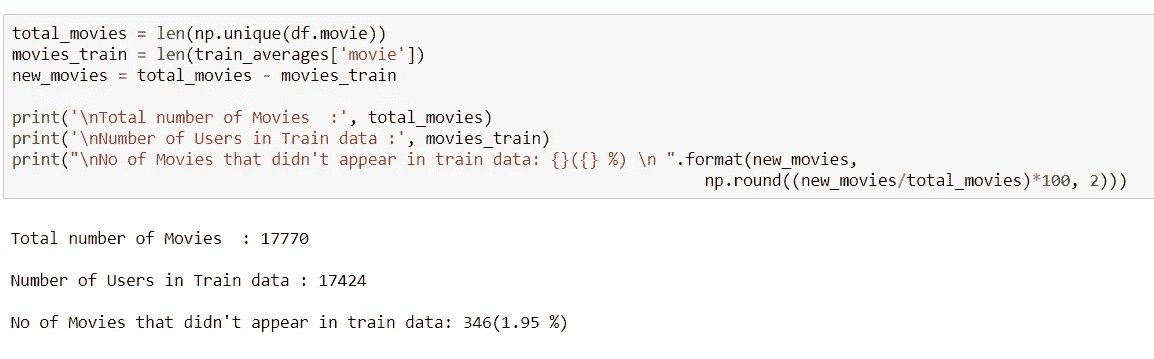 total_movies = len(np.unique(df.movie))
movies_train = len(train_averages['movie'])
new_movies = total_movies - movies_train
print('\nTotal number of Movies  :', total_movies)
print('\nNumber of Users in Train data :', movies_train)
print("\nNo of Movies that didn't appear in train data: {}({} %) \n ".format(new_movies,
np.round((new_movies/total_movies)*100, 2)))
Total number of Movies  : 17770
Number of Users in Train data : 17424
No of Movies that didn't appear in train data: 346(1.95 %)